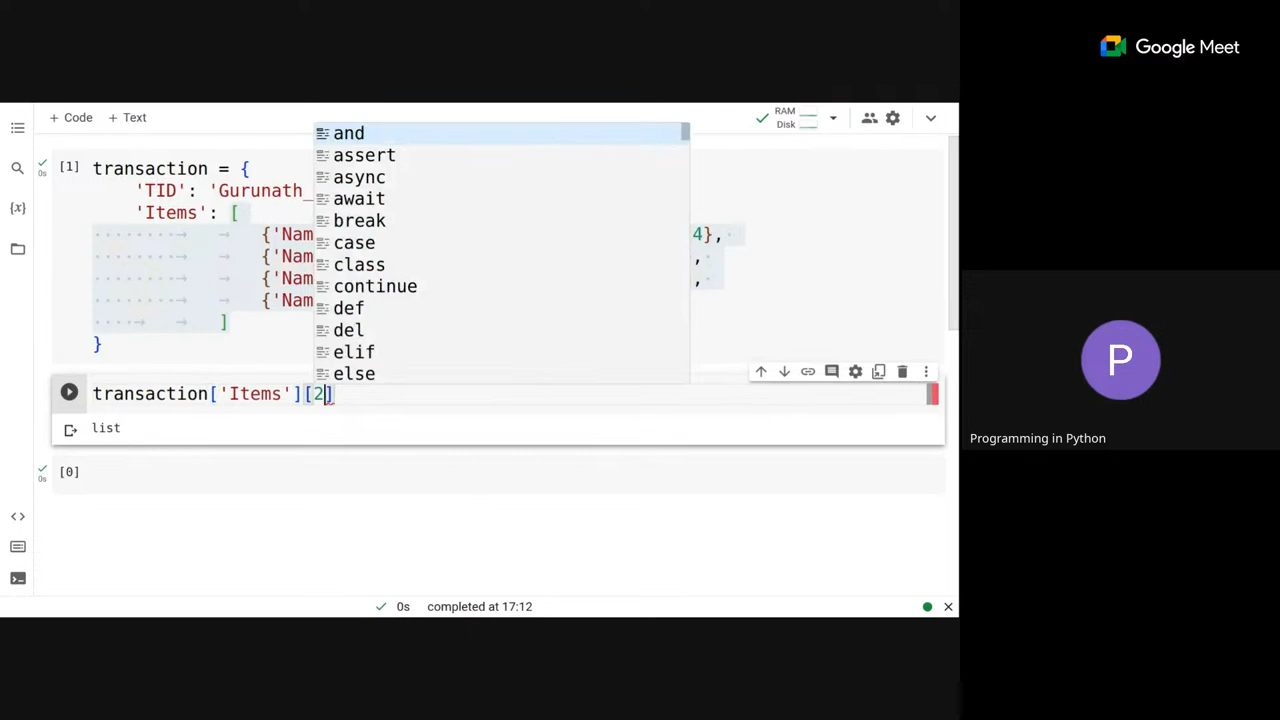 Google Meet
+ Code + Text
RAM
Disk
and
assert
async
await
break
case
class
continue
def
del
elif
else
[1] transaction = {
0s
'TID': 'Gurunath_
'Items': [
{'Nam 4},
{'Nam ,
{'Nam ,
{'Nam
]
}
transaction['Items'][2]
list
[0]
0s
0s completed at 17:12
P
Programming in Python